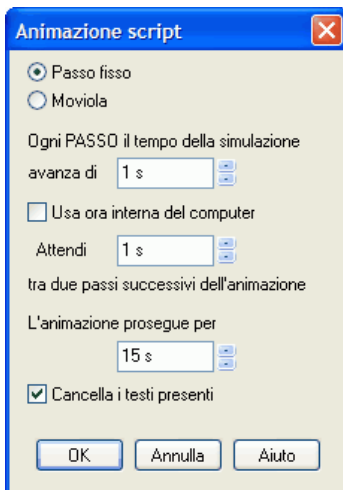 Animazione script
Passo fisso
Moviola
Ogni PASSO il tempo della simulazione
avanza di 1 s
Usa ora interna del computer
Attendi 1 s
tra due passi successivi dell'animazione
L'animazione prosegue per
15 s
Cancella i testi presenti
OK Annulla Aiuto